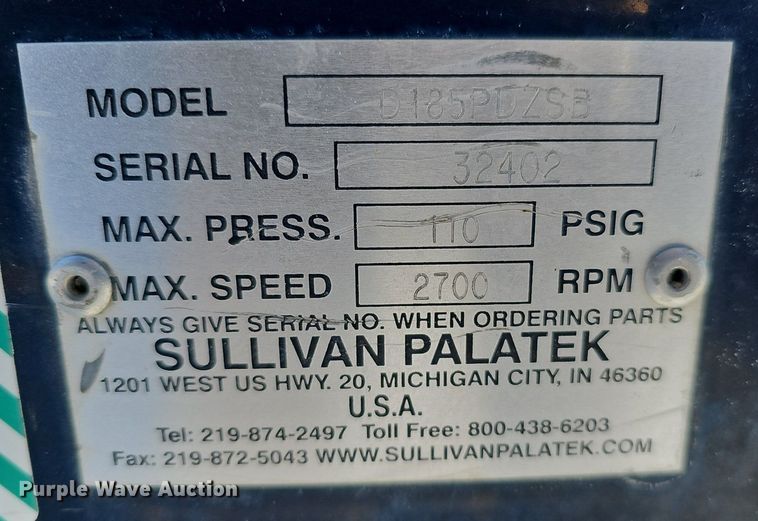 MODEL D185PDZSB
SERIAL NO. 32402
MAX. PRESS. 110 PSIG
MAX. SPEED 2700 RPM
ALWAYS GIVE SERIAL NO. WHEN ORDERING PARTS
SULLIVAN PALATEK
1201 WEST US HWY. 20, MICHIGAN CITY, IN 46360
U.S.A.
Tel: 219-874-2497 Toll Free: 800-438-6203
Fax: 219-872-5043 WWW.SULLIVANPALATEK.COM
Purple Wave Auction